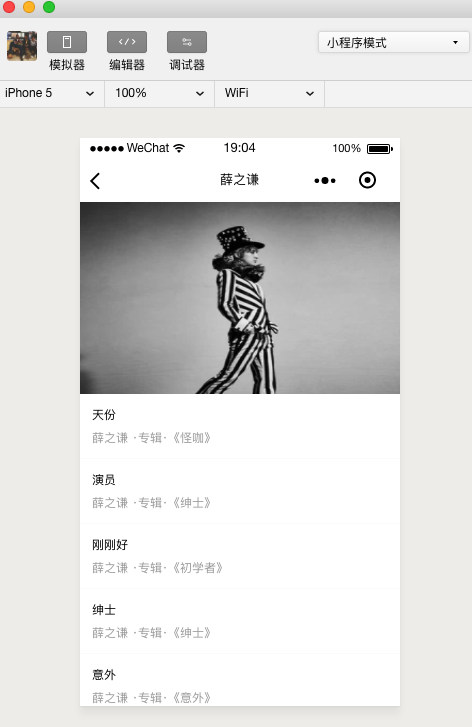 小程序模式
模拟器 编辑器 调试器
iPhone 5 100% WiFi
WeChat 19:04 100%
薛之谦
天份
薛之谦 ·专辑·《怪咖》
演员
薛之谦 ·专辑·《绅士》
刚刚好
薛之谦 ·专辑·《初学者》
绅士
薛之谦 ·专辑·《绅士》
意外
薛之谦 ·专辑·《意外》